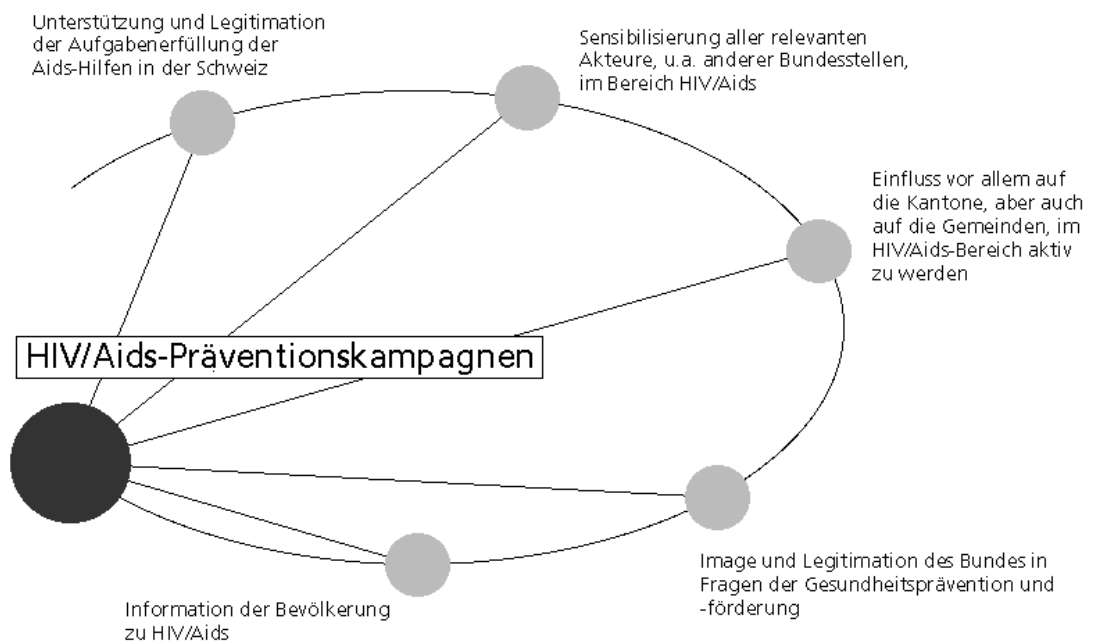 Unterstützung und Legitimation
der Aufgabenerfüllung der
Aids-Hilfen in der Schweiz
Sensibilisierung aller relevanten
Akteure, u.a. anderer Bundesstellen,
im Bereich HIV/Aids
Einfluss vor allem auf
die Kantone, aber auch
auf die Gemeinden, im
HIV/Aids-Bereich aktiv
zu werden
HIV/Aids-Präventionskampagnen
Image und Legitimation des Bundes in
Fragen der Gesundheitsprävention und
-förderung
Information der Bevölkerung
zu HIV/Aids